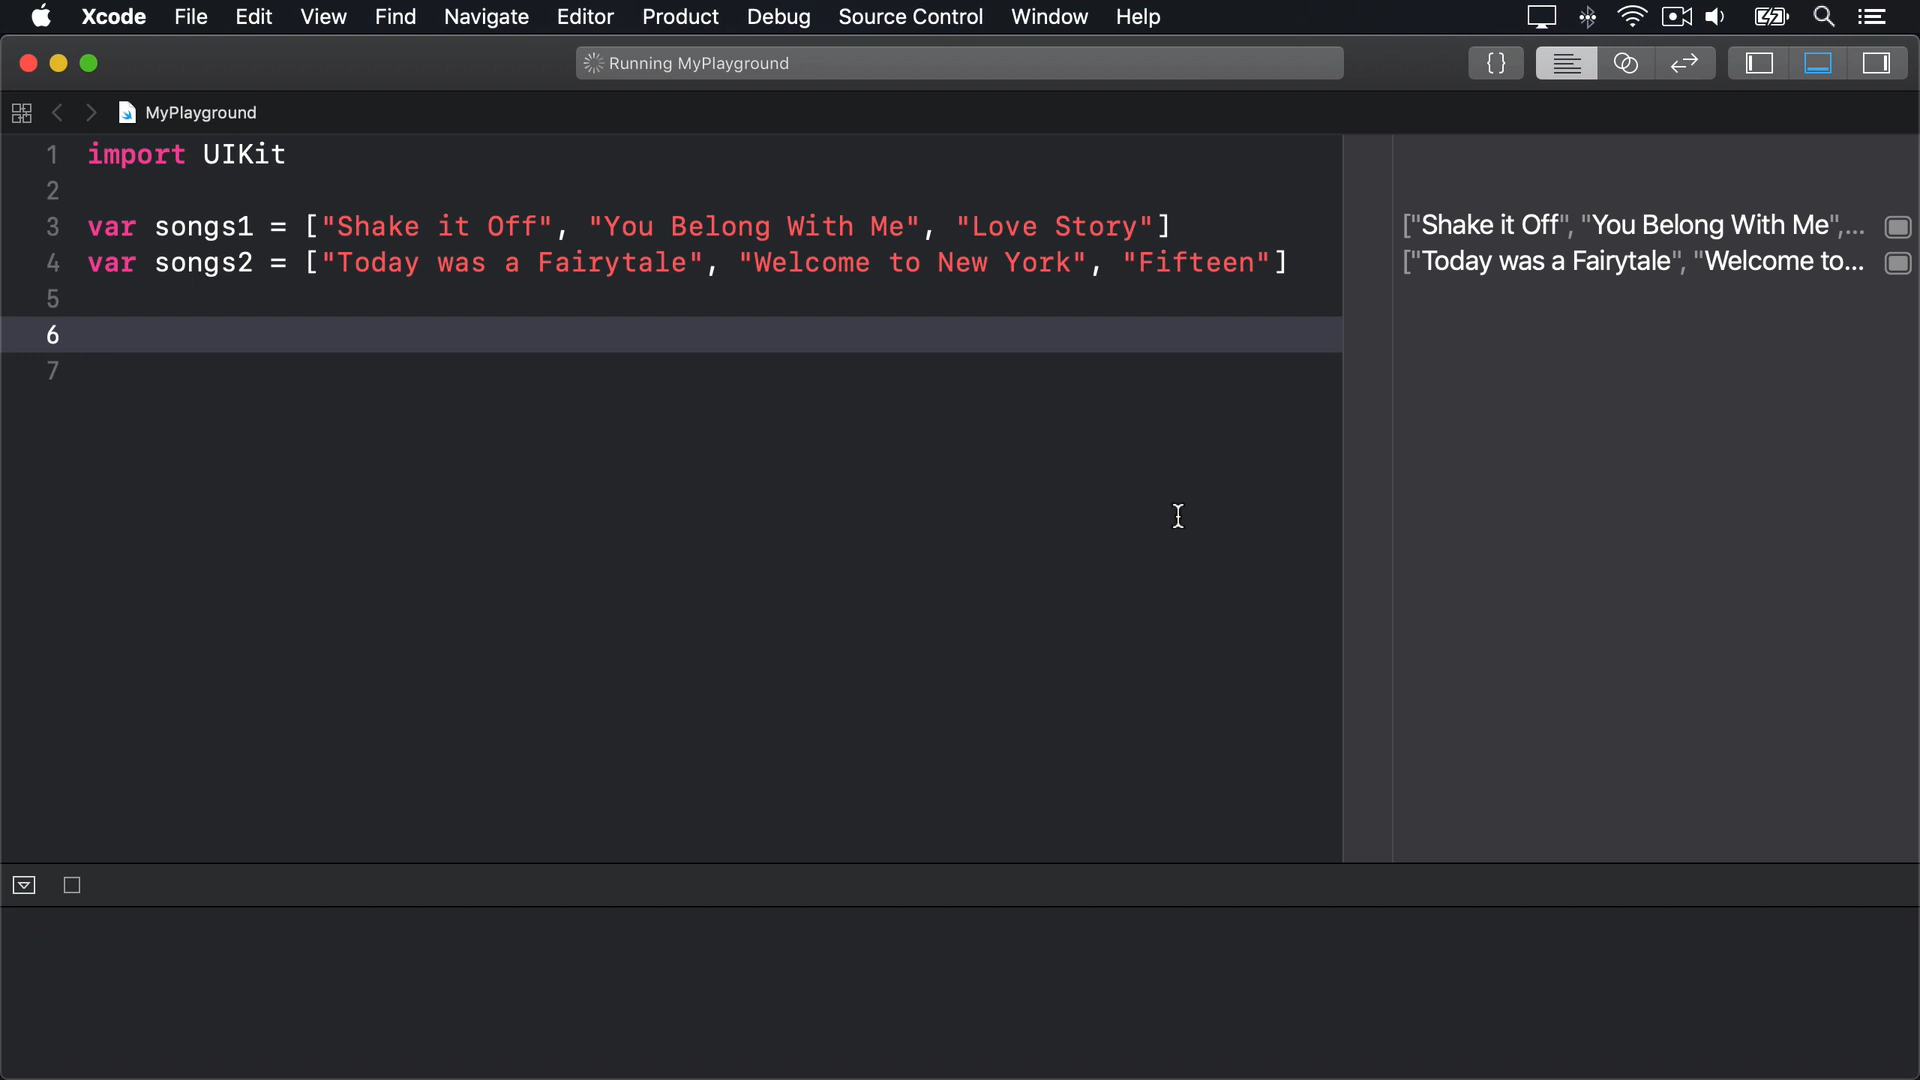 Xcode File Edit View Find Navigate Editor Product Debug Source Control Window Help
Running MyPlayground
{}
MyPlayground
1 import UIKit
2
3 var songs1 = ["Shake it Off", "You Belong With Me", "Love Story"]
["Shake it Off", "You Belong With Me",...
4 var songs2 = ["Today was a Fairytale", "Welcome to New York", "Fifteen"]
["Today was a Fairytale", "Welcome to...
5
6
7